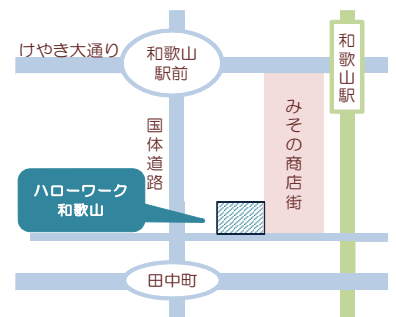 けやき大通り
和歌山
駅前
和歌山駅
みその商店街
国体道路
ハローワーク
和歌山
田中町